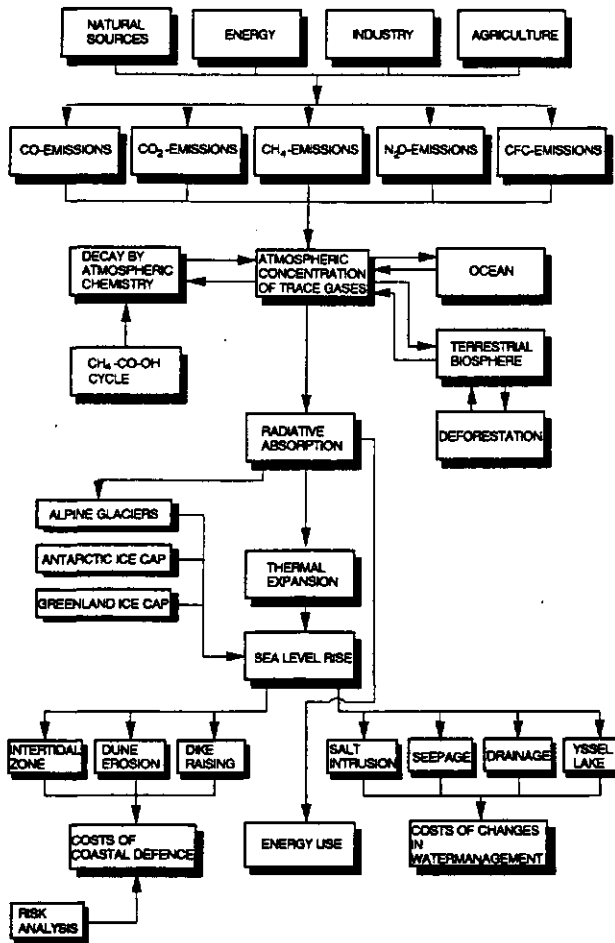 NATURAL
SOURCES
ENERGY
INDUSTRY
AGRICULTURE
CO-EMISSIONS
CO₂-EMISSIONS
CH₄-EMISSIONS
N₂O-EMISSIONS
CFC-EMISSIONS
DECAY BY
ATMOSPHERIC
CHEMISTRY
ATMOSPHERIC
CONCENTRATION
OF TRACE GASES
OCEAN
CH₄-CO-OH
CYCLE
TERRESTRIAL
BIOSPHERE
DEFORESTATION
RADIATIVE
ABSORPTION
ALPINE GLACIERS
ANTARCTIC ICE CAP
GREENLAND ICE CAP
THERMAL
EXPANSION
SEA LEVEL RISE
INTERTIDAL
ZONE
DUNE
EROSION
DIKE
RAISING
SALT
INTRUSION
SEEPAGE
DRAINAGE
YSSEL
LAKE
COSTS OF
COASTAL DEFENCE
ENERGY USE
COSTS OF CHANGES
IN
WATERMANAGEMENT
RISK
ANALYSIS